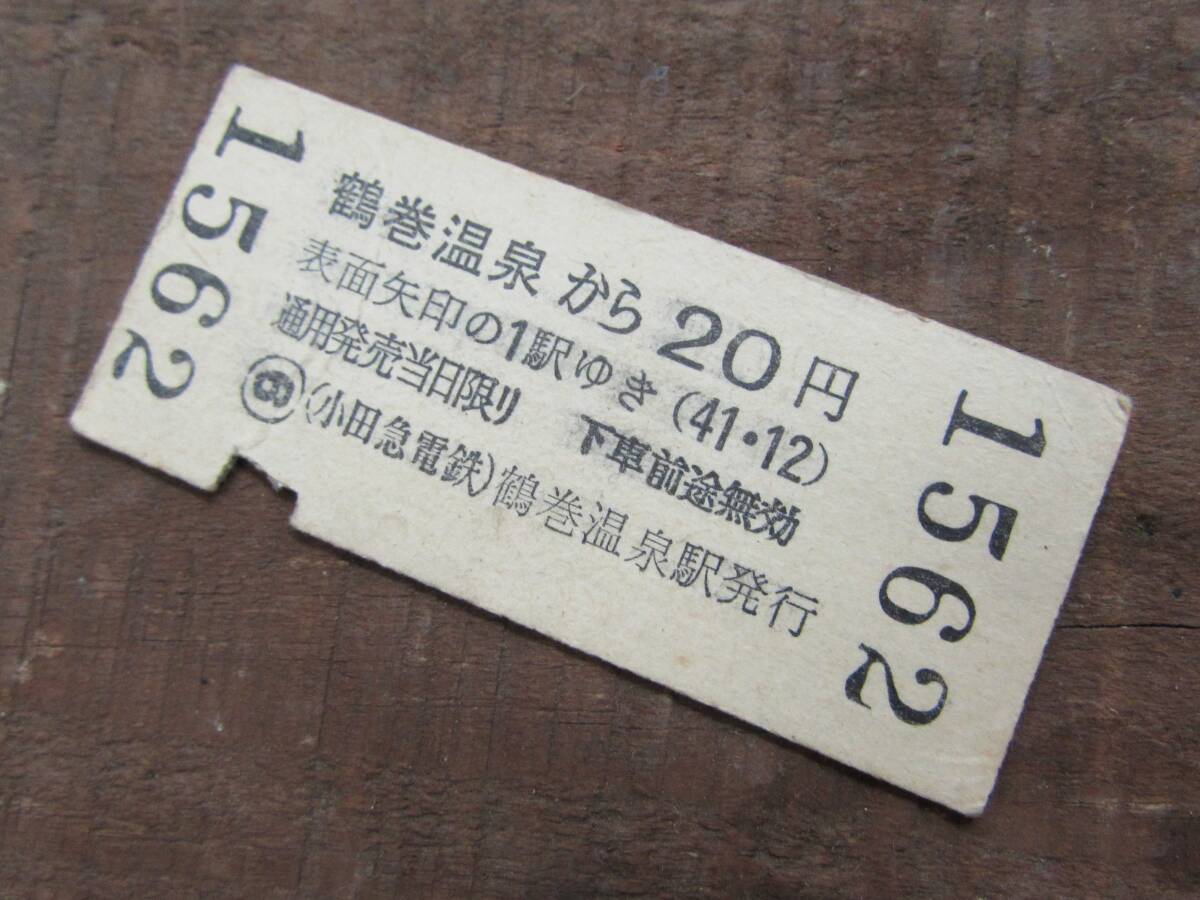 1562
鶴巻温泉から20円
表面矢印の1駅ゆき(41・12)
通用発売当日限り 下車前途無効
(小田急電鉄)鶴巻温泉駅発行
1562